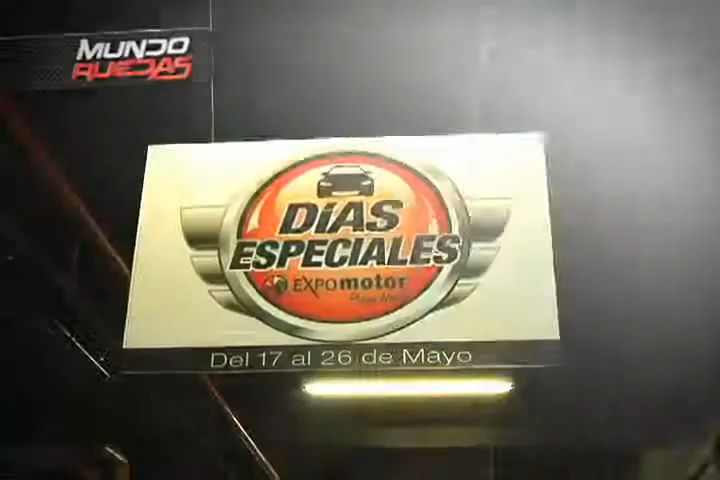 MUNDO
RUEDAS
DÍAS
ESPECIALES
EXPOmotor
Del 17 al 26 de Mayo